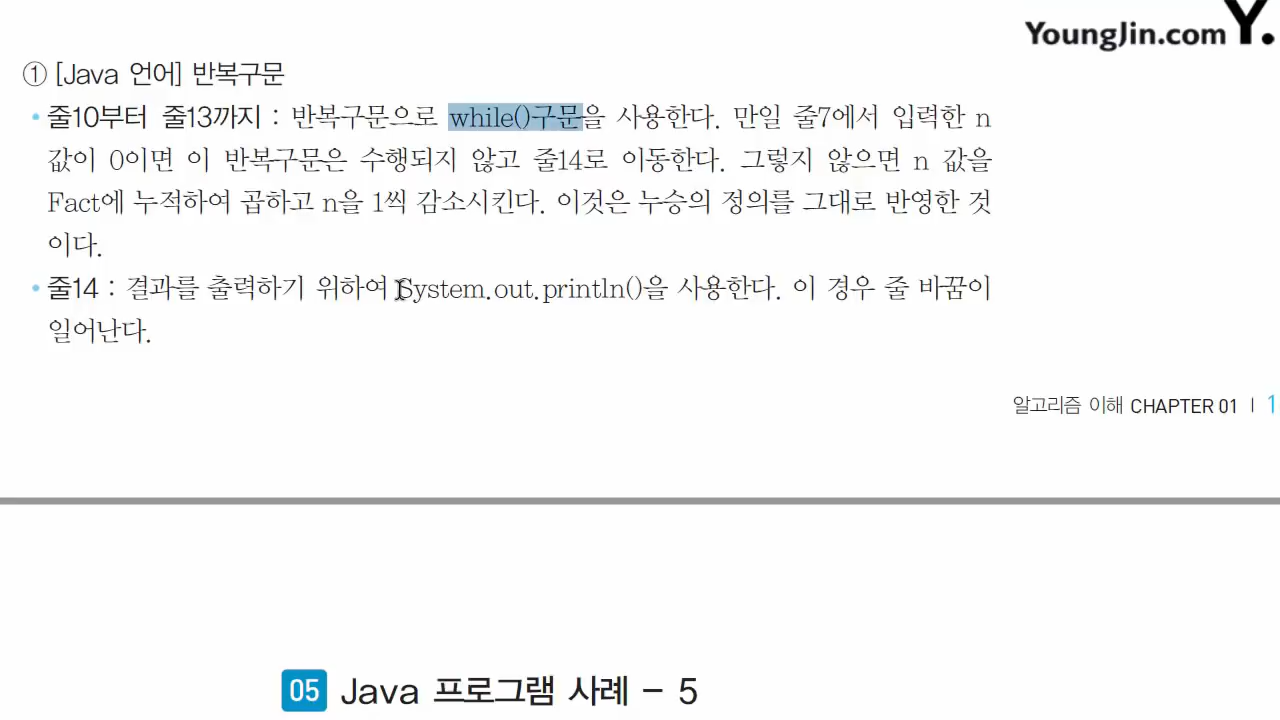 YoungJin.com Y.
① [Java 언어] 반복구문
• 줄10부터 줄13까지 : 반복구문으로 while()구문을 사용한다. 만일 줄7에서 입력한 n
값이 0이면 이 반복구문은 수행되지 않고 줄14로 이동한다. 그렇지 않으면 n 값을
Fact에 누적하여 곱하고 n을 1씩 감소시킨다. 이것은 누승의 정의를 그대로 반영한 것
이다.
• 줄14 : 결과를 출력하기 위하여 System.out.println()을 사용한다. 이 경우 줄 바꿈이
일어난다.
알고리즘 이해 CHAPTER 01 | 1
05 Java 프로그램 사례 - 5